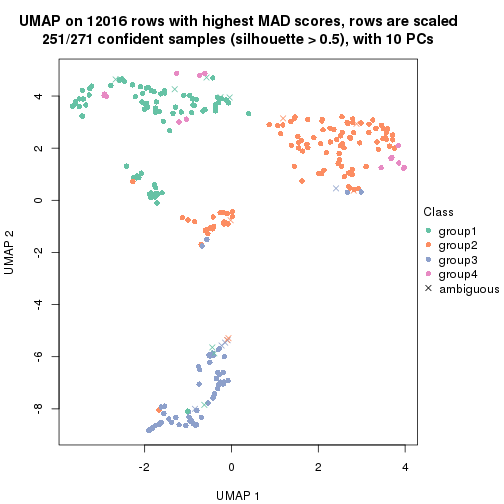 UMAP on 12016 rows with highest MAD scores, rows are scaled
251/271 confident samples (silhouette > 0.5), with 10 PCs
4
2
0
-2
-4
-6
-8
UMAP 2
-2
0
2
4
UMAP 1
Class
group1
group2
group3
group4
ambiguous